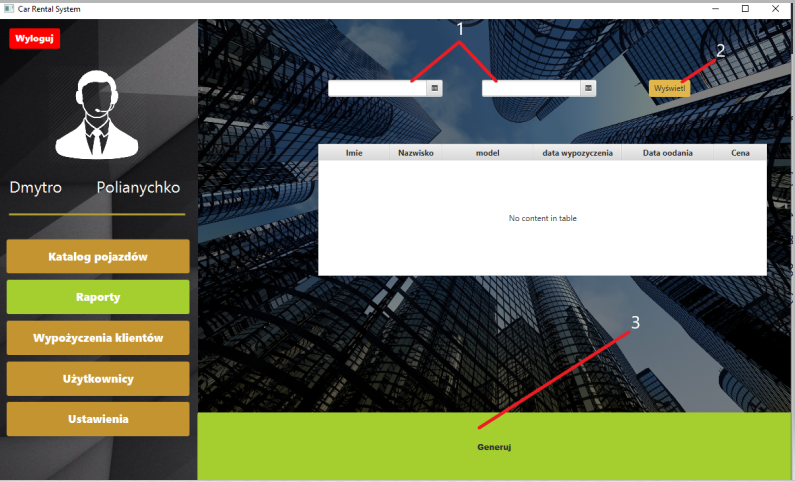 Car Rental System
Wyloguj
Dmytro Polianychko
Katalog pojazdów
Raporty
Wypożyczenia klientów
Użytkownicy
Ustawienia
1
2
Wyświetl
Imie Nazwisko model data wypozyczenia Data oodania Cena
No content in table
3
Generuj